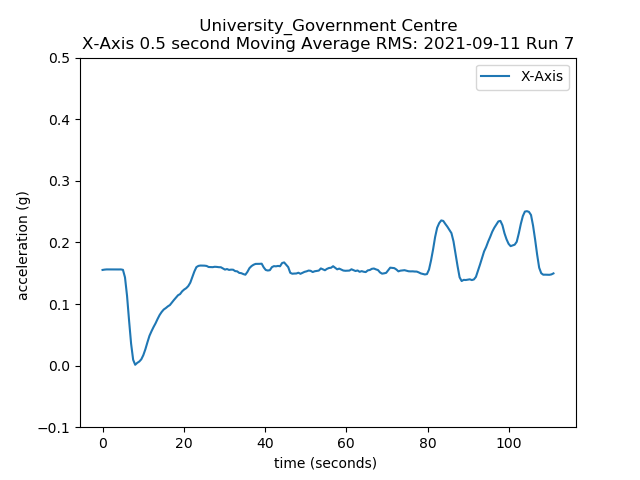 University_Government Centre
X-Axis 0.5 second Moving Average RMS: 2021-09-11 Run 7
X-Axis
0.5
0.4
0.3
0.2
0.1
0.0
−0.1
acceleration (g)
0 20 40 60 80 100
time (seconds)